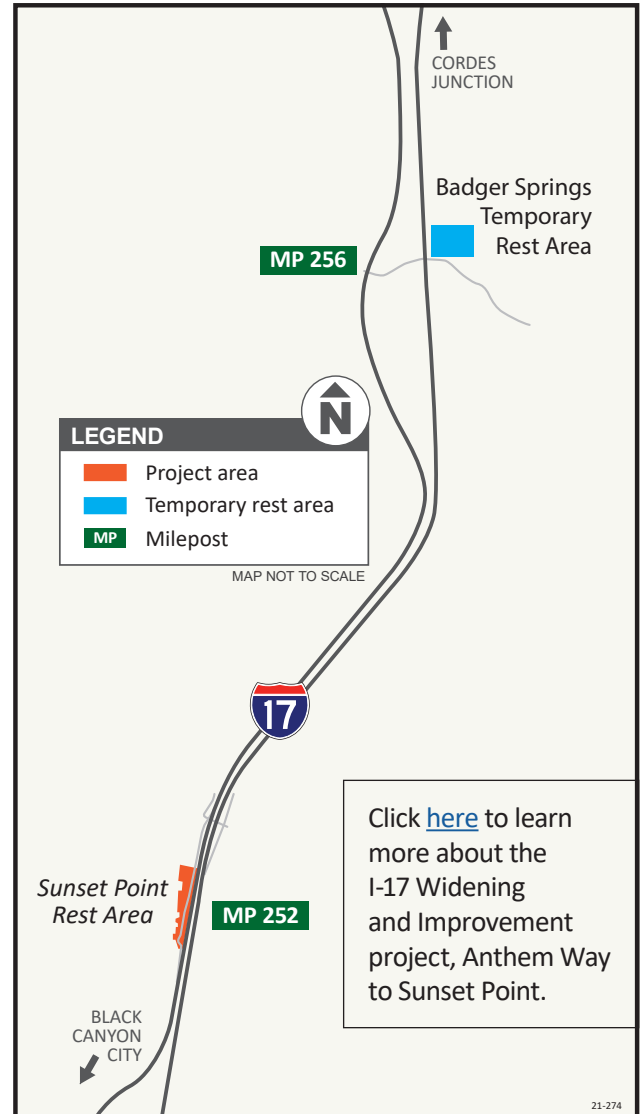 CORDES
JUNCTION
Badger Springs
Temporary
Rest Area
MP 256
N
LEGEND
Project area
Temporary rest area
MP Milepost
MAP NOT TO SCALE
17
Sunset Point
Rest Area
MP 252
Click here to learn
more about the
I-17 Widening
and Improvement
project, Anthem Way
to Sunset Point.
BLACK
CANYON
CITY
21-274